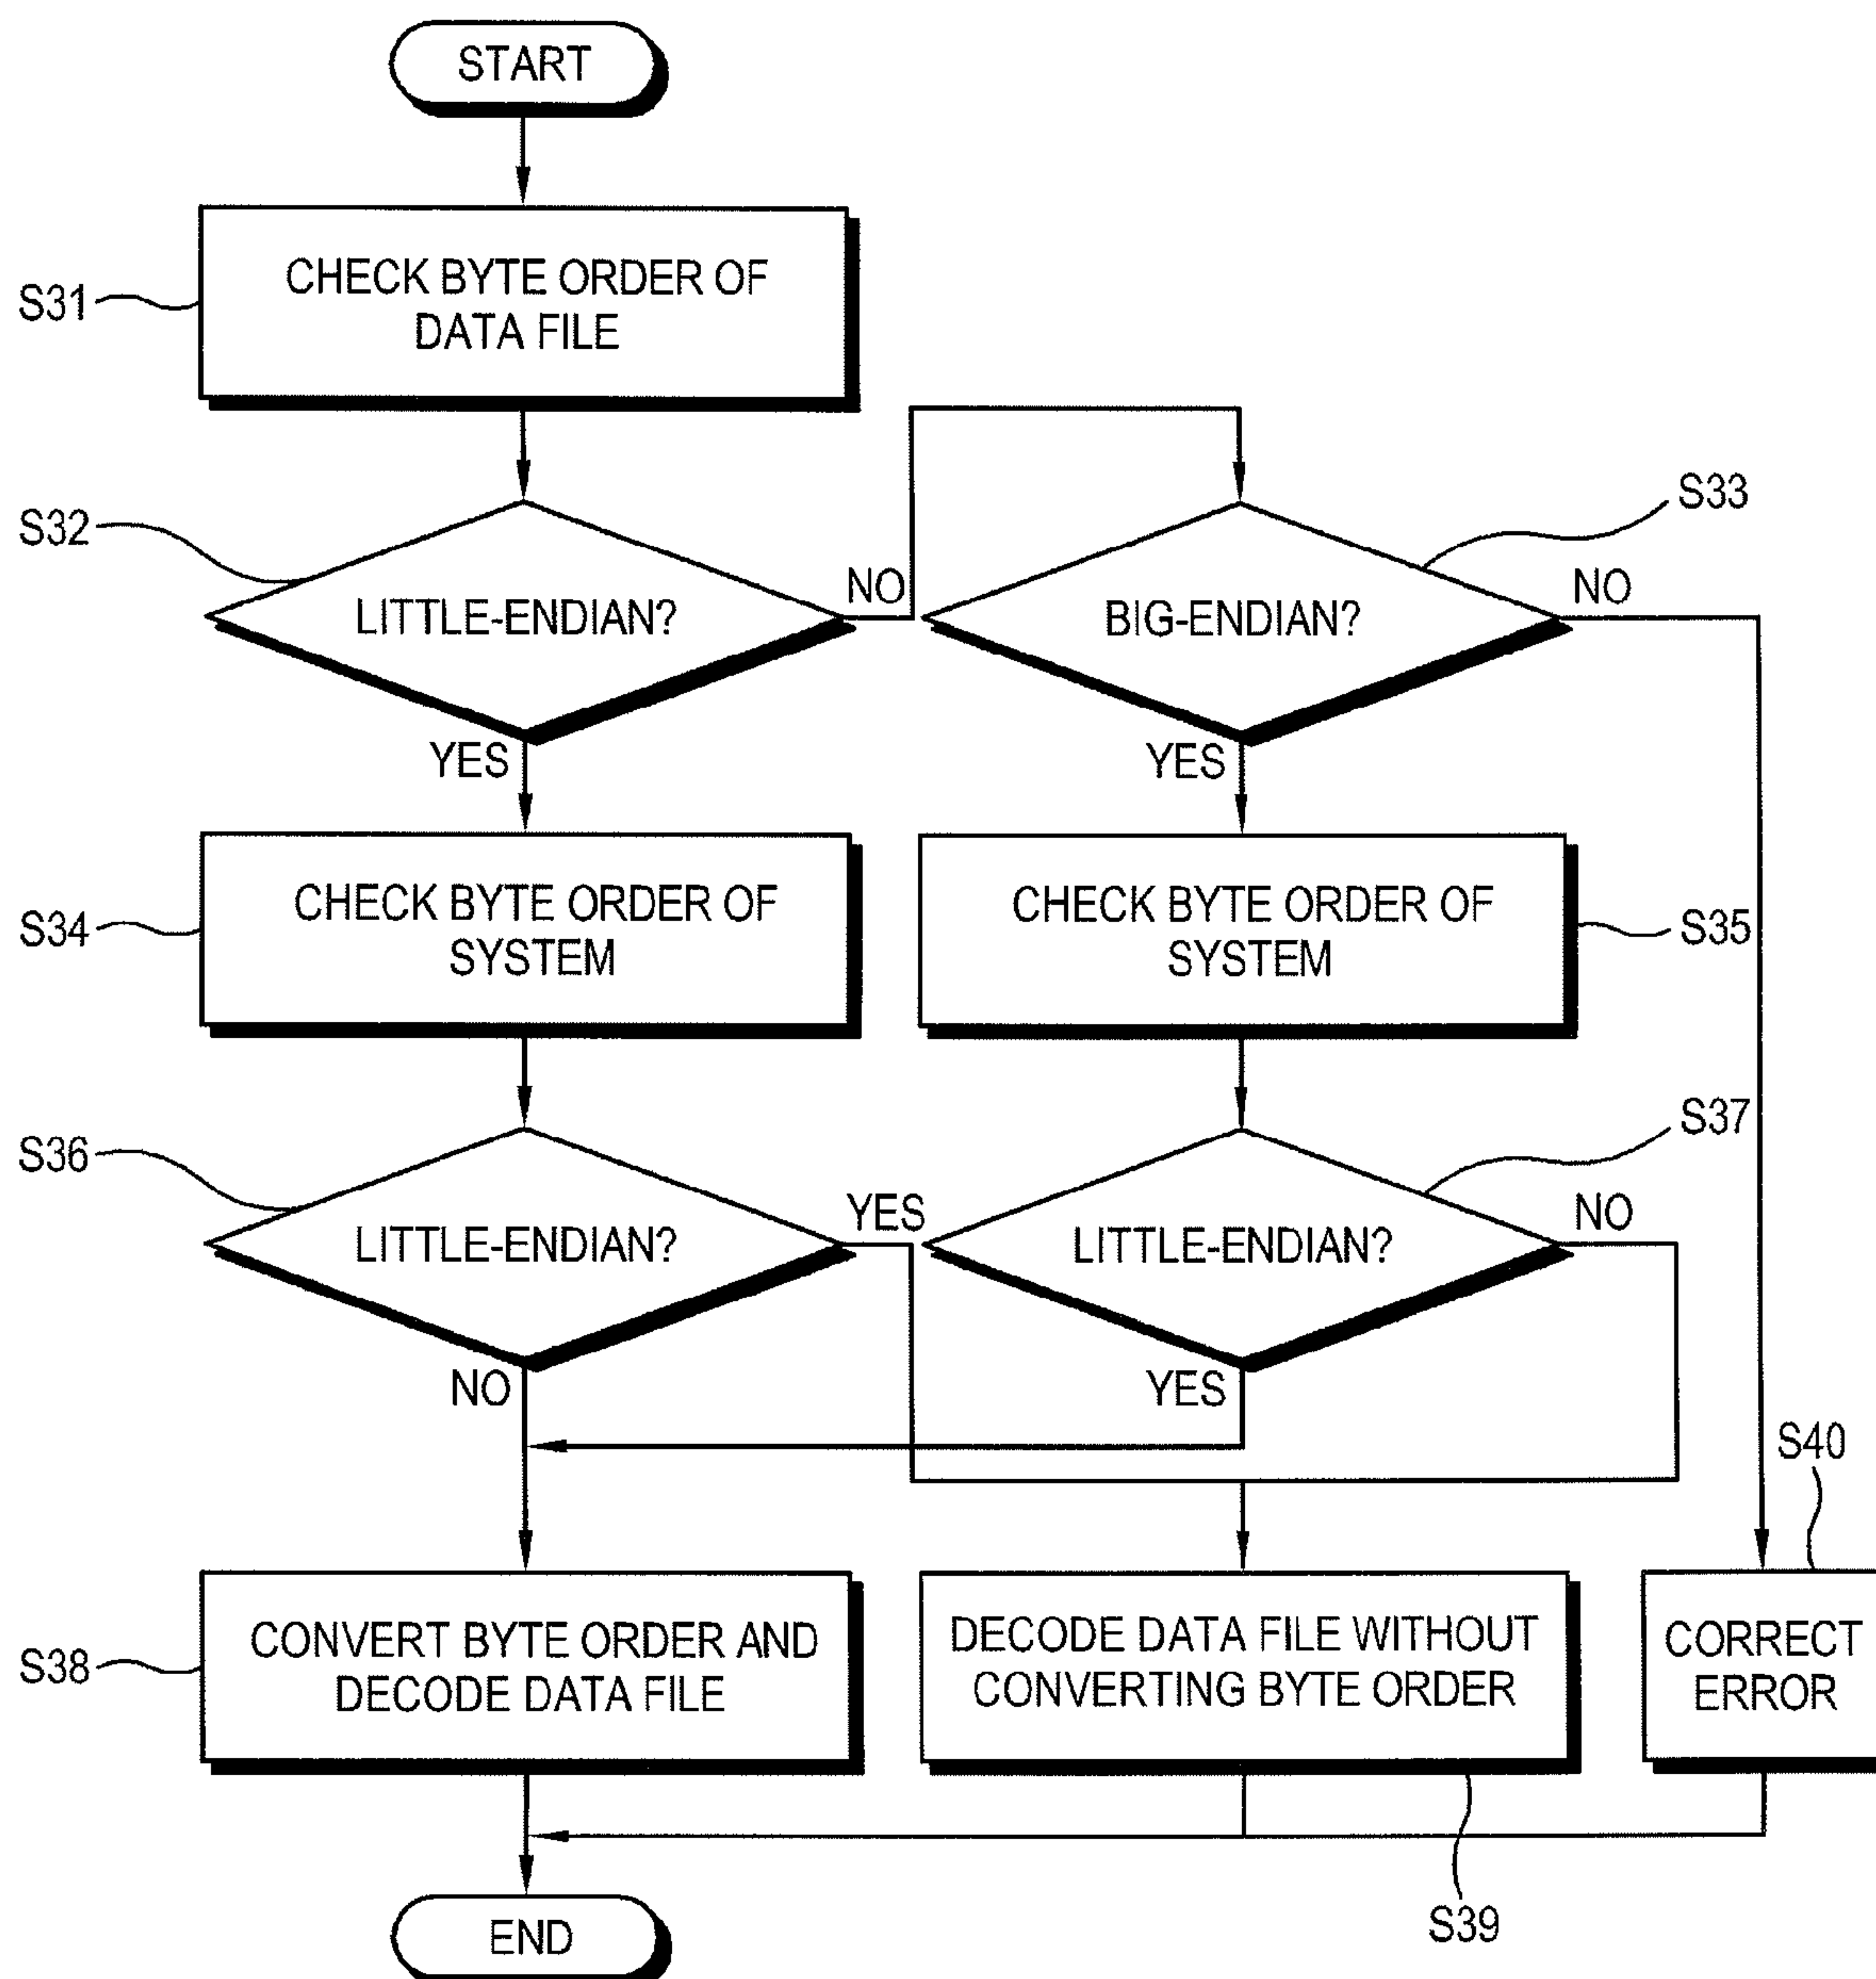 START
CHECK BYTE ORDER OF
DATA FILE
S31
S32
LITTLE-ENDIAN?
NO
S33
BIG-ENDIAN?
NO
YES
YES
S34
CHECK BYTE ORDER OF
SYSTEM
CHECK BYTE ORDER OF
SYSTEM
S35
S36
LITTLE-ENDIAN?
YES
S37
LITTLE-ENDIAN?
NO
NO
YES
S40
S38
CONVERT BYTE ORDER AND
DECODE DATA FILE
DECODE DATA FILE WITHOUT
CONVERTING BYTE ORDER
CORRECT
ERROR
S39
END